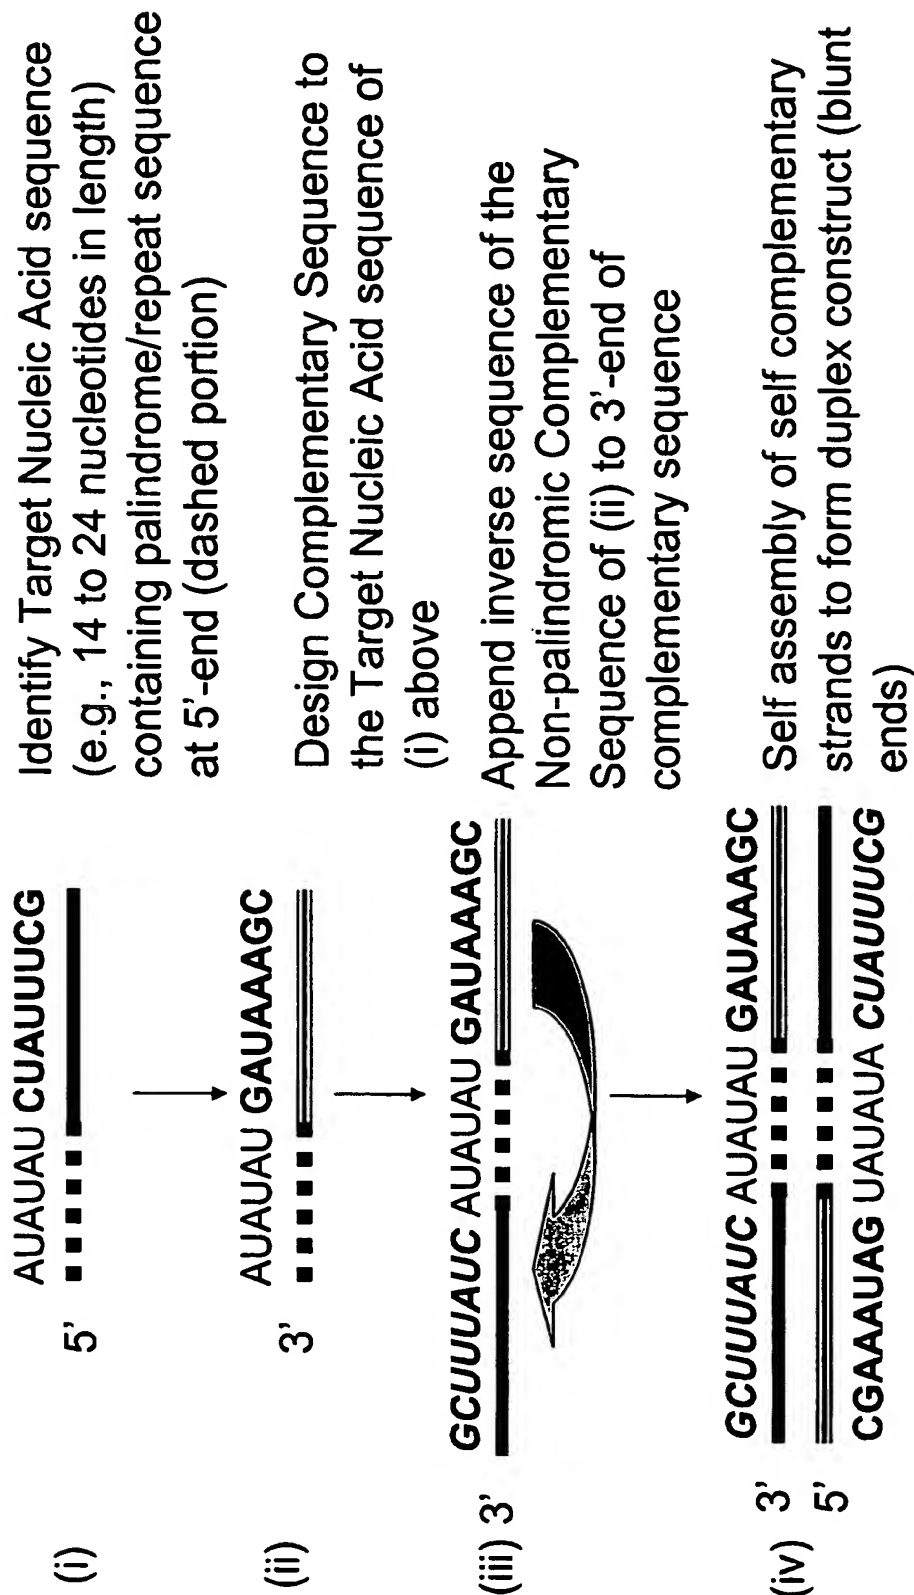 (i)
AUAUAU CUAUUUCG
5’
Identify Target Nucleic Acid sequence
(e.g., 14 to 24 nucleotides in length)
containing palindrome/repeat sequence
at 5’-end (dashed portion)
(ii)
AUAUAU GAUAAAGC
3’
Design Complementary Sequence to
the Target Nucleic Acid sequence of
(i) above
(iii) 3’
GCUUUAUC AUAUAU GAUAAAGC
Append inverse sequence of the
Non-palindromic Complementary
Sequence of (ii) to 3’-end of
complementary sequence
(iv)
GCUUUAUC AUAUAU GAUAAAGC
3’
5’
CGAAAUAG UAUAUA CUAUUUCG
Self assembly of self complementary
strands to form duplex construct (blunt
ends)